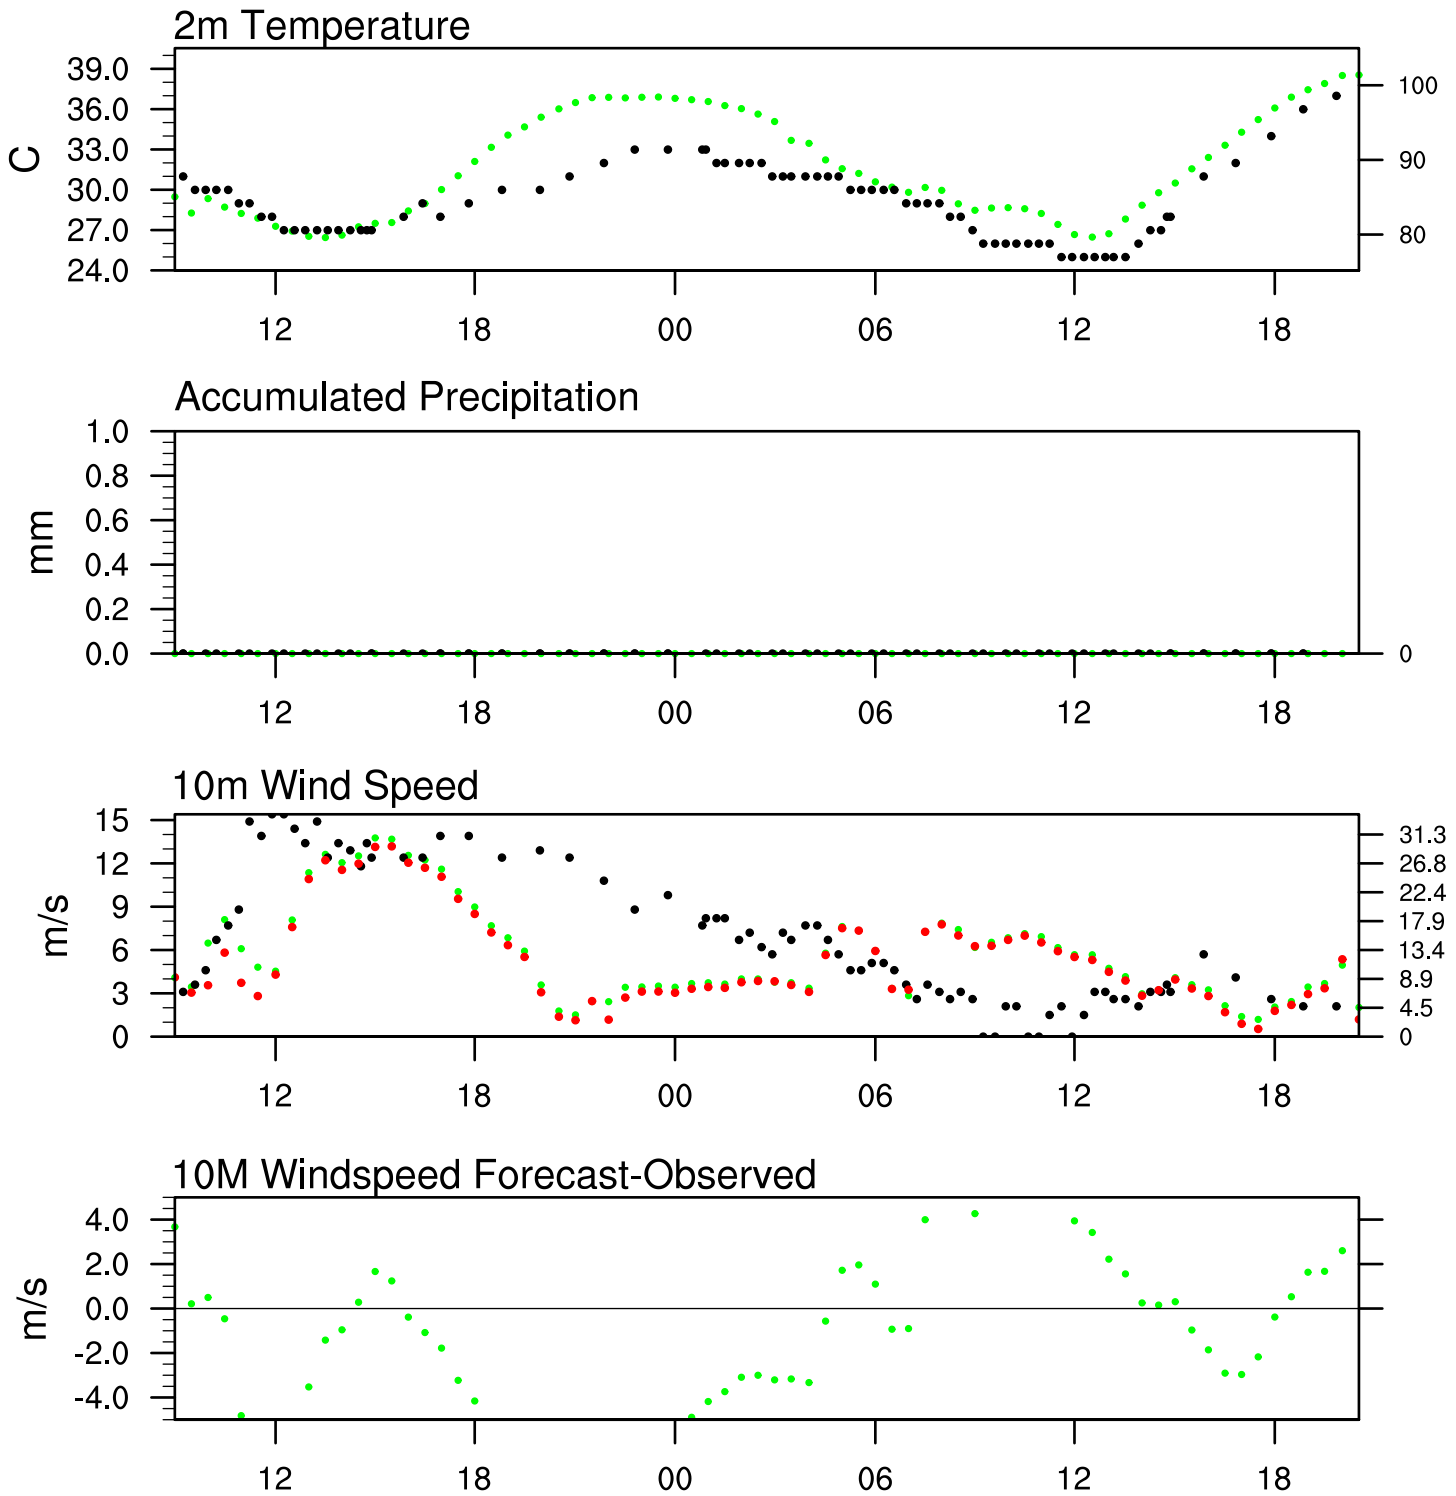 2m Temperature
39.0
36.0
33.0
30.0
27.0
24.0
C
100
90
80
12 18 00 06 12 18
Accumulated Precipitation
1.0
0.8
0.6
0.4
0.2
0.0
mm
0
12 18 00 06 12 18
10m Wind Speed
15
12
9
6
3
0
m/s
31.3
26.8
22.4
17.9
13.4
8.9
4.5
0
12 18 00 06 12 18
10M Windspeed Forecast-Observed
4.0
2.0
0.0
-2.0
-4.0
m/s
12 18 00 06 12 18